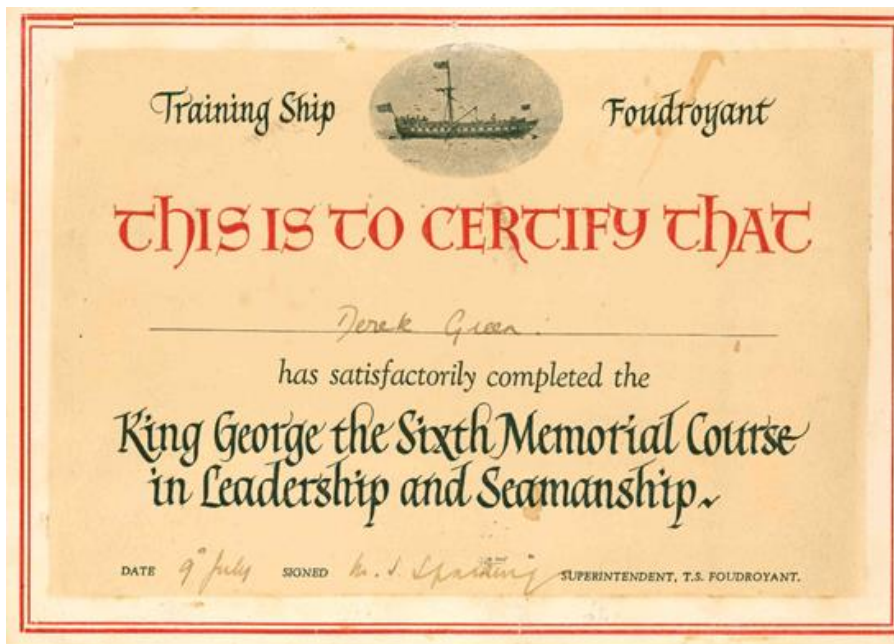 Training Ship Foudroyant
THIS IS TO CERTIFY THAT
Derek Green.
has satisfactorily completed the
King George the Sixth Memorial Course
in Leadership and Seamanship
DATE 9th July SIGNED SUPERINTENDENT, T.S. FOUDROYANT.